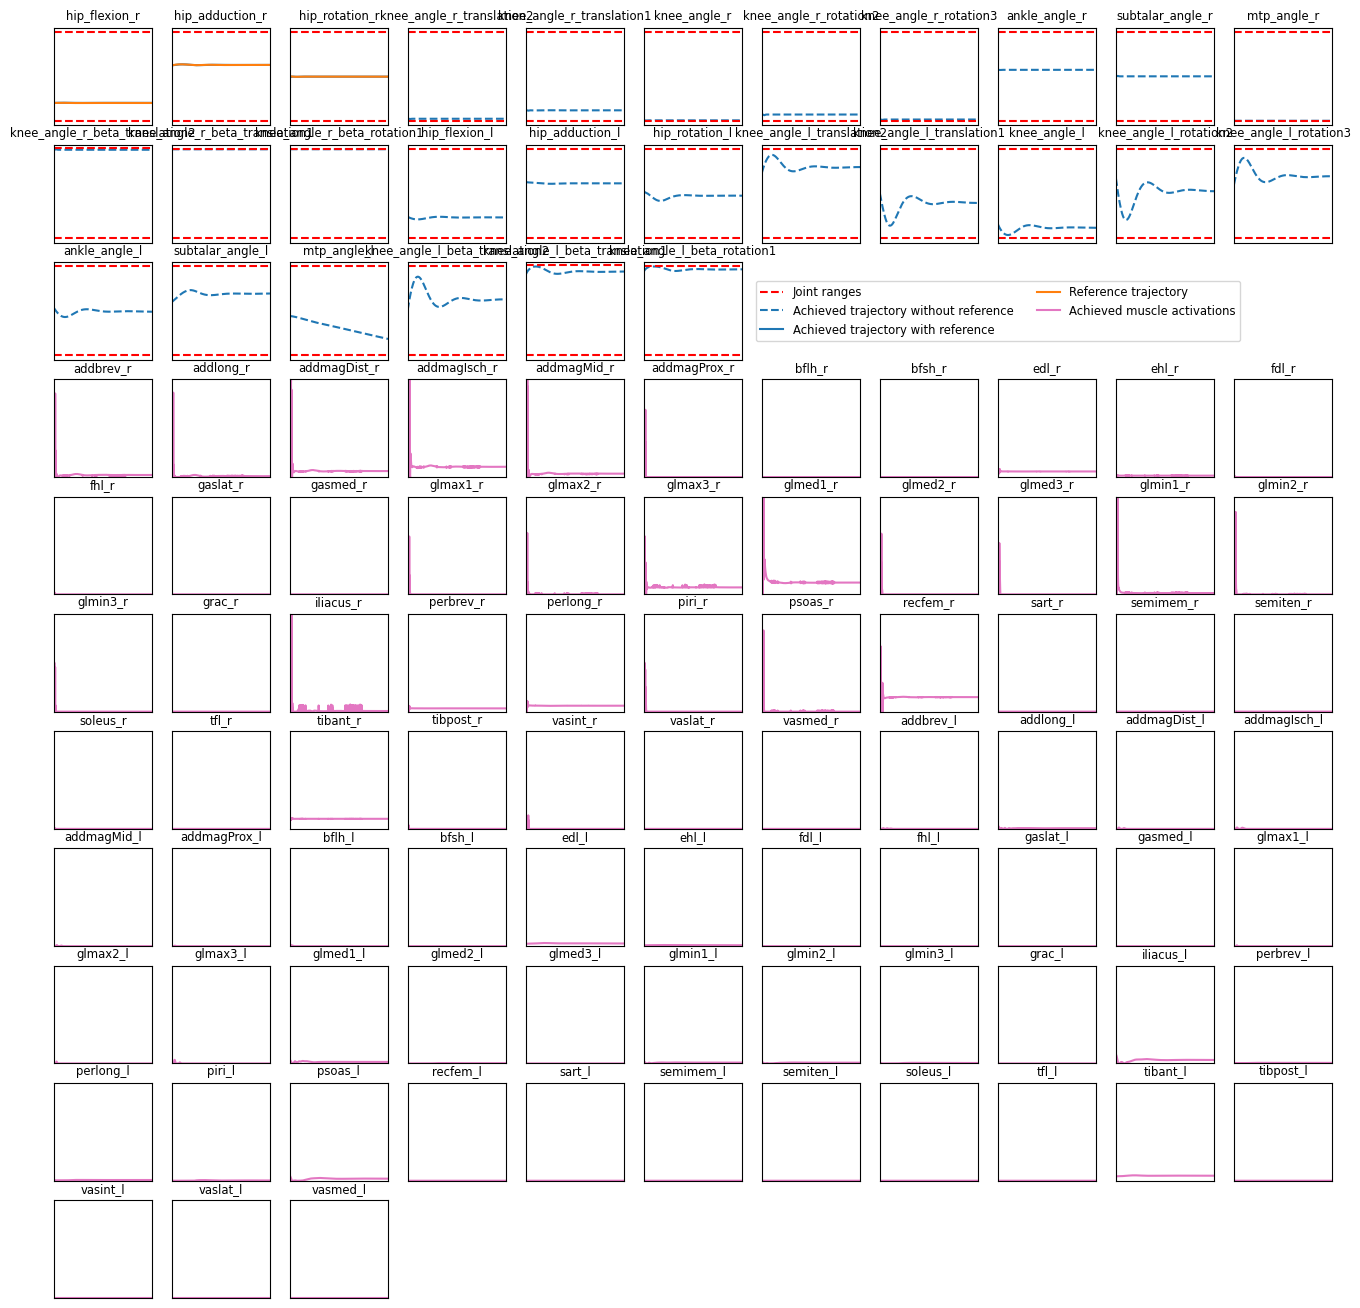 hip_flexion_r
hip_adduction_r
hip_rotation_r
knee_angle_r_translation2
knee_angle_r_translation1
knee_angle_r
knee_angle_r_rotation2
knee_angle_r_rotation3
ankle_angle_r
subtalar_angle_r
mtp_angle_r
knee_angle_r_beta_translation2
knee_angle_r_beta_translation1
knee_angle_r_beta_rotation1
hip_flexion_l
hip_adduction_l
hip_rotation_l
knee_angle_l_translation2
knee_angle_l_translation1
knee_angle_l
knee_angle_l_rotation2
knee_angle_l_rotation3
ankle_angle_l
subtalar_angle_l
mtp_angle_l
knee_angle_l_beta_translation2
knee_angle_l_beta_translation1
knee_angle_l_beta_rotation1
Joint ranges
Achieved trajectory without reference
Achieved trajectory with reference
Reference trajectory
Achieved muscle activations
addbrev_r
addlong_r
addmagDist_r
addmagIsch_r
addmagMid_r
addmagProx_r
bflh_r
bfsh_r
edl_r
ehl_r
fdl_r
fhl_r
gaslat_r
gasmed_r
glmax1_r
glmax2_r
glmax3_r
glmed1_r
glmed2_r
glmed3_r
glmin1_r
glmin2_r
glmin3_r
grac_r
iliacus_r
perbrev_r
perlong_r
piri_r
psoas_r
recfem_r
sart_r
semimem_r
semiten_r
soleus_r
tfl_r
tibant_r
tibpost_r
vasint_r
vaslat_r
vasmed_r
addbrev_l
addlong_l
addmagDist_l
addmagIsch_l
addmagMid_l
addmagProx_l
bflh_l
bfsh_l
edl_l
ehl_l
fdl_l
fhl_l
gaslat_l
gasmed_l
glmax1_l
glmax2_l
glmax3_l
glmed1_l
glmed2_l
glmed3_l
glmin1_l
glmin2_l
glmin3_l
grac_l
iliacus_l
perbrev_l
perlong_l
piri_l
psoas_l
recfem_l
sart_l
semimem_l
semiten_l
soleus_l
tfl_l
tibant_l
tibpost_l
vasint_l
vaslat_l
vasmed_l